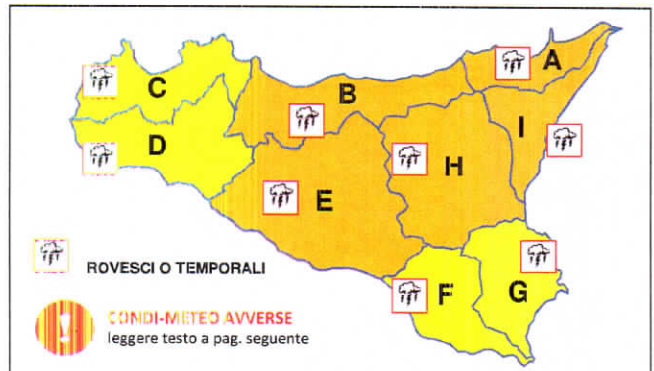 A
B
C
I
D
H
E
F
G
ROVESCI O TEMPORALI
CONDI-METEO AVVERSE
leggere testo a pag. seguente